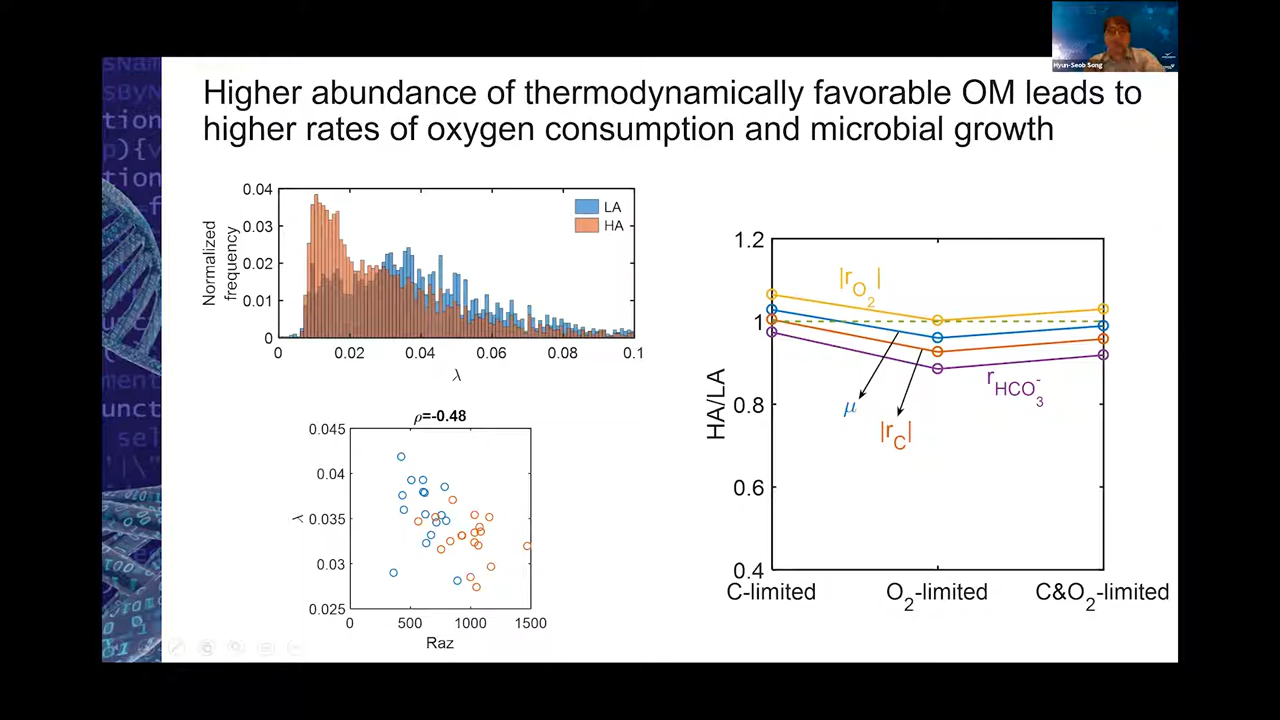 Hyun-Seob Song
Higher abundance of thermodynamically favorable OM leads to
higher rates of oxygen consumption and microbial growth
0.04
0.03
0.02
0.01
0
Normalized
frequency
LA
HA
0 0.02 0.04 0.06 0.08 0.1
λ
ρ=-0.48
0.045
0.04
0.035
0.03
0.025
λ
0 500 1000 1500
Raz
1.2
1
0.8
0.6
0.4
HA/LA
|rO2|
μ
|rC|
rHCO3-
C-limited O2-limited C&O2-limited